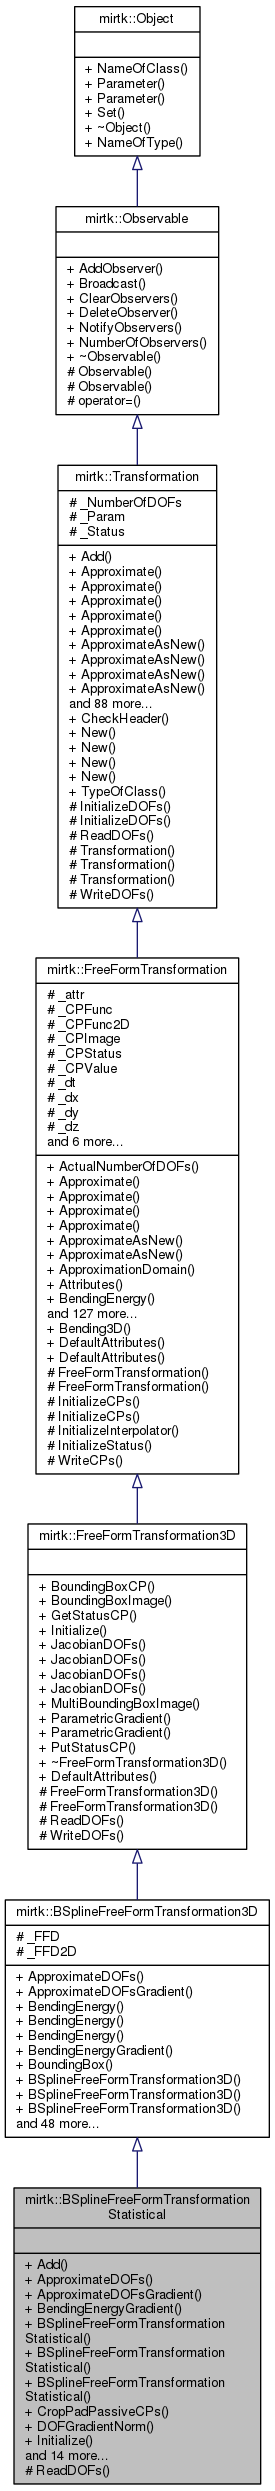 mirtk::Object
+ NameOfClass()
+ Parameter()
+ Parameter()
+ Set()
+ ~Object()
+ NameOfType()
mirtk::Observable
+ AddObserver()
+ Broadcast()
+ ClearObservers()
+ DeleteObserver()
+ NotifyObservers()
+ NumberOfObservers()
+ ~Observable()
# Observable()
# Observable()
# operator=()
mirtk::Transformation
# _NumberOfDOFs
# _Param
# _Status
+ Add()
+ Approximate()
+ Approximate()
+ Approximate()
+ Approximate()
+ Approximate()
+ ApproximateAsNew()
+ ApproximateAsNew()
+ ApproximateAsNew()
+ ApproximateAsNew()
and 88 more...
+ CheckHeader()
+ New()
+ New()
+ New()
+ New()
+ TypeOfClass()
# InitializeDOFs()
# InitializeDOFs()
# ReadDOFs()
# Transformation()
# Transformation()
# Transformation()
# WriteDOFs()
mirtk::FreeFormTransformation
# _attr
# _CPFunc
# _CPFunc2D
# _CPImage
# _CPStatus
# _CPValue
# _dt
# _dx
# _dy
# _dz
and 6 more...
+ ActualNumberOfDOFs()
+ Approximate()
+ Approximate()
+ Approximate()
+ Approximate()
+ ApproximateAsNew()
+ ApproximateAsNew()
+ ApproximationDomain()
+ Attributes()
+ BendingEnergy()
and 127 more...
+ Bending3D()
+ DefaultAttributes()
+ DefaultAttributes()
# FreeFormTransformation()
# FreeFormTransformation()
# InitializeCPs()
# InitializeCPs()
# InitializeInterpolator()
# InitializeStatus()
# WriteCPs()
mirtk::FreeFormTransformation3D
+ BoundingBoxCP()
+ BoundingBoxImage()
+ GetStatusCP()
+ Initialize()
+ JacobianDOFs()
+ JacobianDOFs()
+ JacobianDOFs()
+ JacobianDOFs()
+ MultiBoundingBoxImage()
+ ParametricGradient()
+ ParametricGradient()
+ PutStatusCP()
+ ~FreeFormTransformation3D()
+ DefaultAttributes()
# FreeFormTransformation3D()
# FreeFormTransformation3D()
# ReadDOFs()
# WriteDOFs()
mirtk::BSplineFreeFormTransformation3D
# _FFD
# _FFD2D
+ ApproximateDOFs()
+ ApproximateDOFsGradient()
+ BendingEnergy()
+ BendingEnergy()
+ BendingEnergy()
+ BendingEnergyGradient()
+ BoundingBox()
+ BSplineFreeFormTransformation3D()
+ BSplineFreeFormTransformation3D()
+ BSplineFreeFormTransformation3D()
and 48 more...
mirtk::BSplineFreeFormTransformation
Statistical
+ Add()
+ ApproximateDOFs()
+ ApproximateDOFsGradient()
+ BendingEnergyGradient()
+ BSplineFreeFormTransformation
Statistical()
+ BSplineFreeFormTransformation
Statistical()
+ BSplineFreeFormTransformation
Statistical()
+ CropPadPassiveCPs()
+ DOFGradientNorm()
+ Initialize()
and 14 more...
# ReadDOFs()